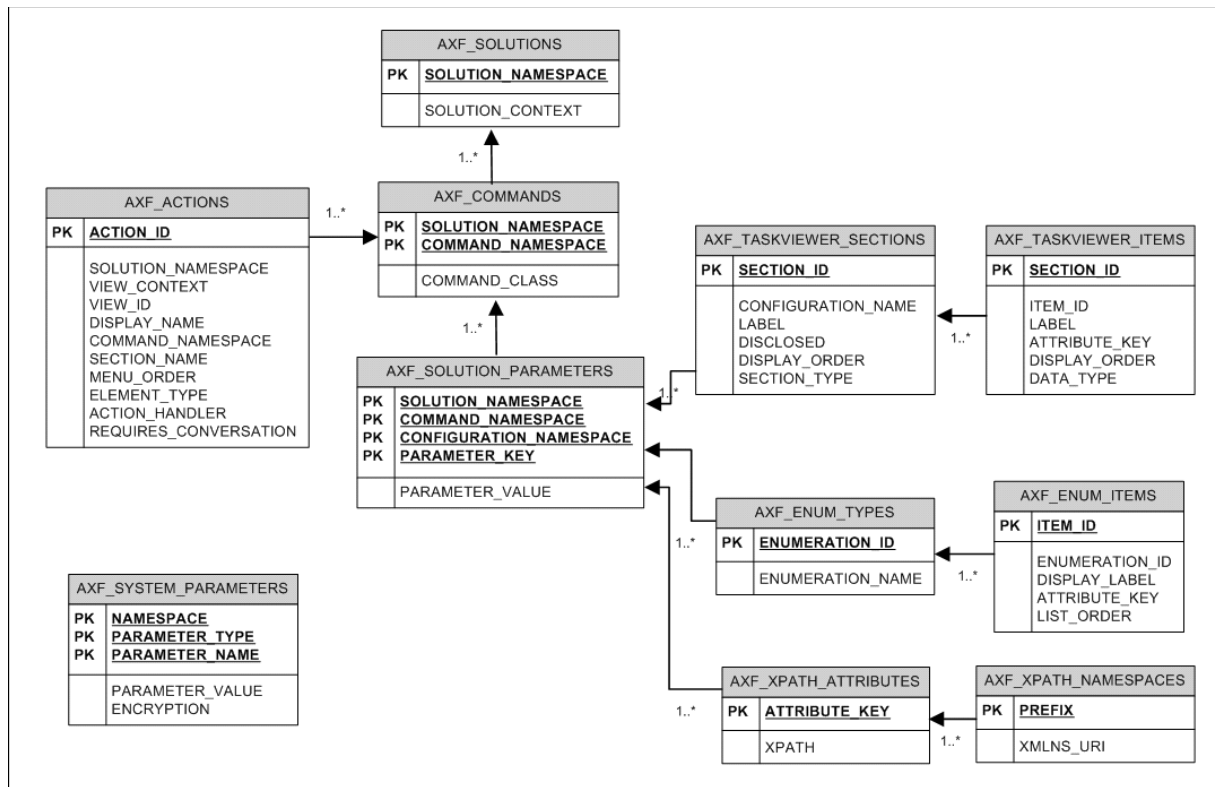 AXF_SOLUTIONS
PK SOLUTION_NAMESPACE
SOLUTION_CONTEXT
1..*
AXF_ACTIONS
PK ACTION_ID
SOLUTION_NAMESPACE
VIEW_CONTEXT
VIEW_ID
DISPLAY_NAME
COMMAND_NAMESPACE
SECTION_NAME
MENU_ORDER
ELEMENT_TYPE
ACTION_HANDLER
REQUIRES_CONVERSATION
1..*
AXF_COMMANDS
PK SOLUTION_NAMESPACE
PK COMMAND_NAMESPACE
COMMAND_CLASS
1..*
AXF_SOLUTION_PARAMETERS
PK SOLUTION_NAMESPACE
PK COMMAND_NAMESPACE
PK CONFIGURATION_NAMESPACE
PK PARAMETER_KEY
PARAMETER_VALUE
AXF_TASKVIEWER_SECTIONS
PK SECTION_ID
CONFIGURATION_NAME
LABEL
DISCLOSED
DISPLAY_ORDER
SECTION_TYPE
1..*
1..*
AXF_TASKVIEWER_ITEMS
PK SECTION_ID
ITEM_ID
LABEL
ATTRIBUTE_KEY
DISPLAY_ORDER
DATA_TYPE
AXF_ENUM_TYPES
PK ENUMERATION_ID
ENUMERATION_NAME
1..*
1..*
AXF_ENUM_ITEMS
PK ITEM_ID
ENUMERATION_ID
DISPLAY_LABEL
ATTRIBUTE_KEY
LIST_ORDER
AXF_SYSTEM_PARAMETERS
PK NAMESPACE
PK PARAMETER_TYPE
PK PARAMETER_NAME
PARAMETER_VALUE
ENCRYPTION
AXF_XPATH_ATTRIBUTES
PK ATTRIBUTE_KEY
XPATH
1..*
1..*
AXF_XPATH_NAMESPACES
PK PREFIX
XMLNS_URI